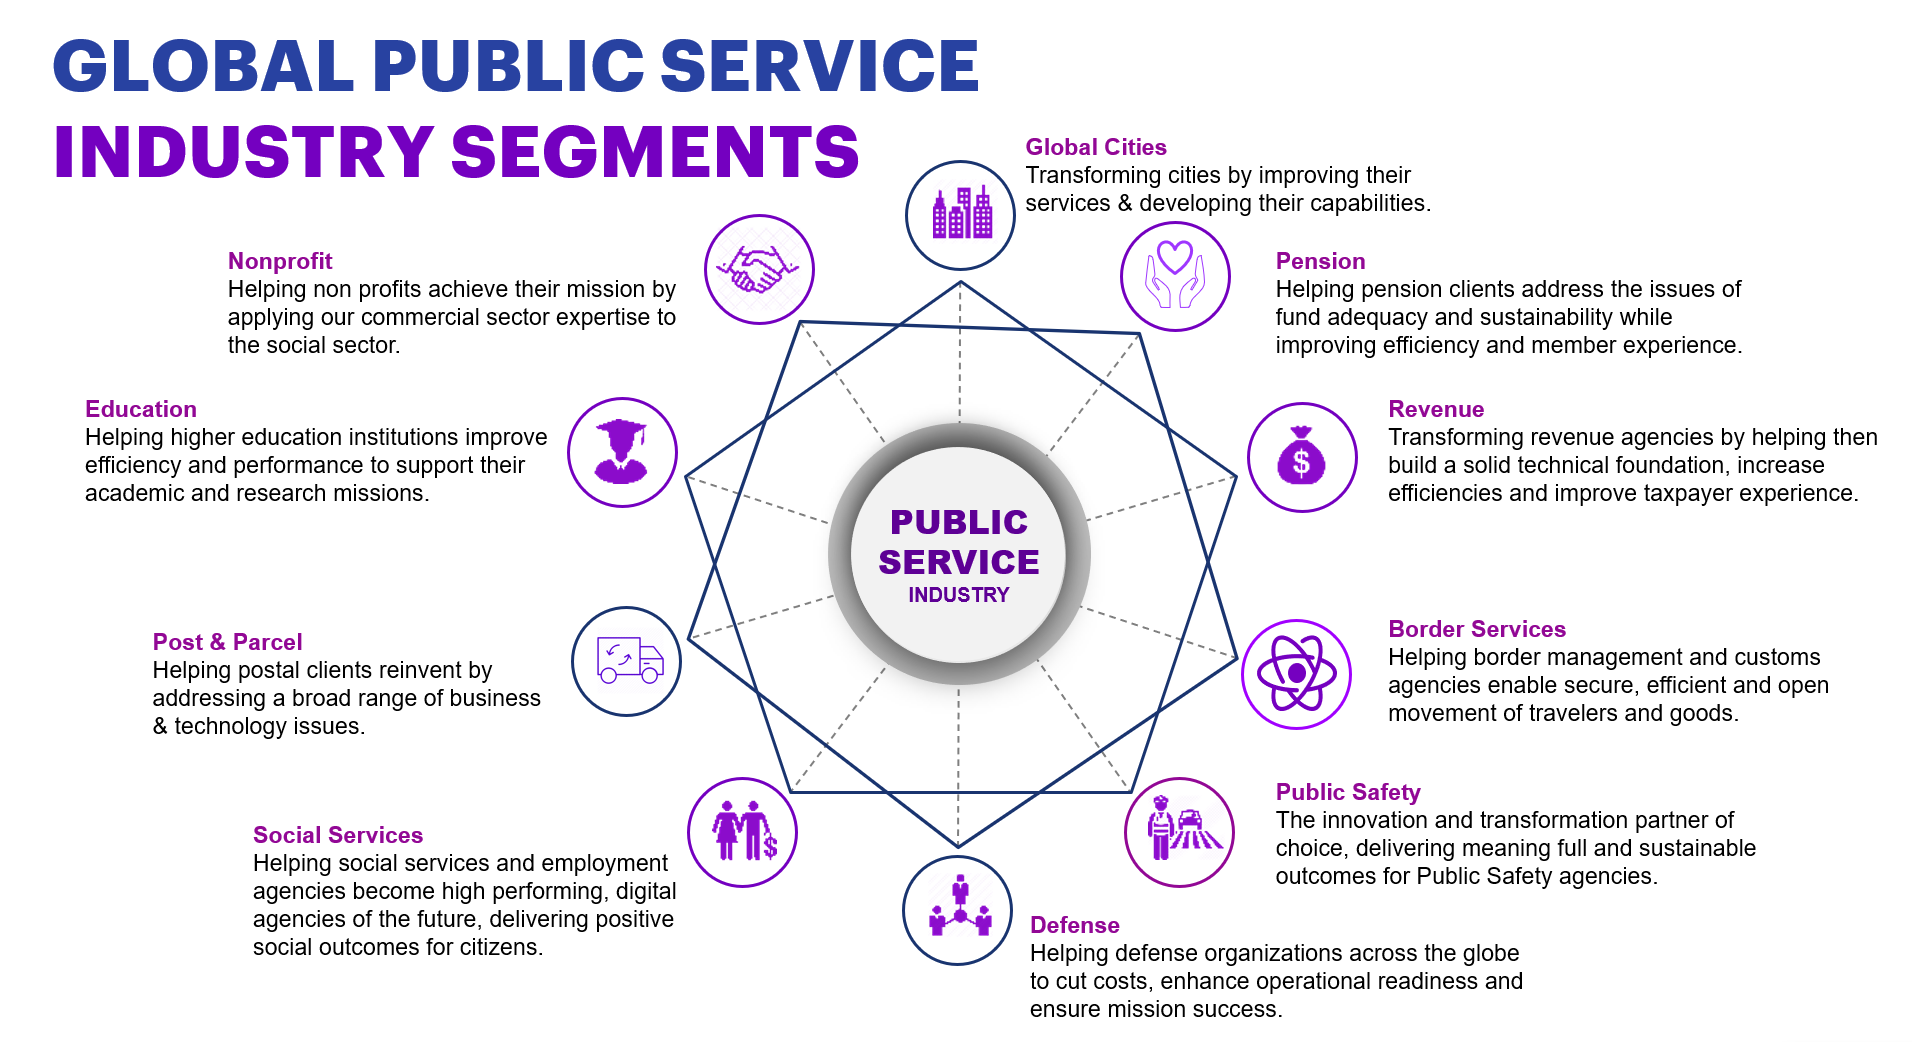 GLOBAL PUBLIC SERVICE
INDUSTRY SEGMENTS
Global Cities
Transforming cities by improving their
services & developing their capabilities.
Nonprofit
Helping non profits achieve their mission by
applying our commercial sector expertise to
the social sector.
Pension
Helping pension clients address the issues of
fund adequacy and sustainability while
improving efficiency and member experience.
Education
Helping higher education institutions improve
efficiency and performance to support their
academic and research missions.
Revenue
Transforming revenue agencies by helping then
build a solid technical foundation, increase
efficiencies and improve taxpayer experience.
$
PUBLIC
SERVICE
INDUSTRY
Post & Parcel
Helping postal clients reinvent by
addressing a broad range of business
& technology issues.
Border Services
Helping border management and customs
agencies enable secure, efficient and open
movement of travelers and goods.
Social Services
Helping social services and employment
agencies become high performing, digital
agencies of the future, delivering positive
social outcomes for citizens.
$
Public Safety
The innovation and transformation partner of
choice, delivering meaning full and sustainable
outcomes for Public Safety agencies.
Defense
Helping defense organizations across the globe
to cut costs, enhance operational readiness and
ensure mission success.